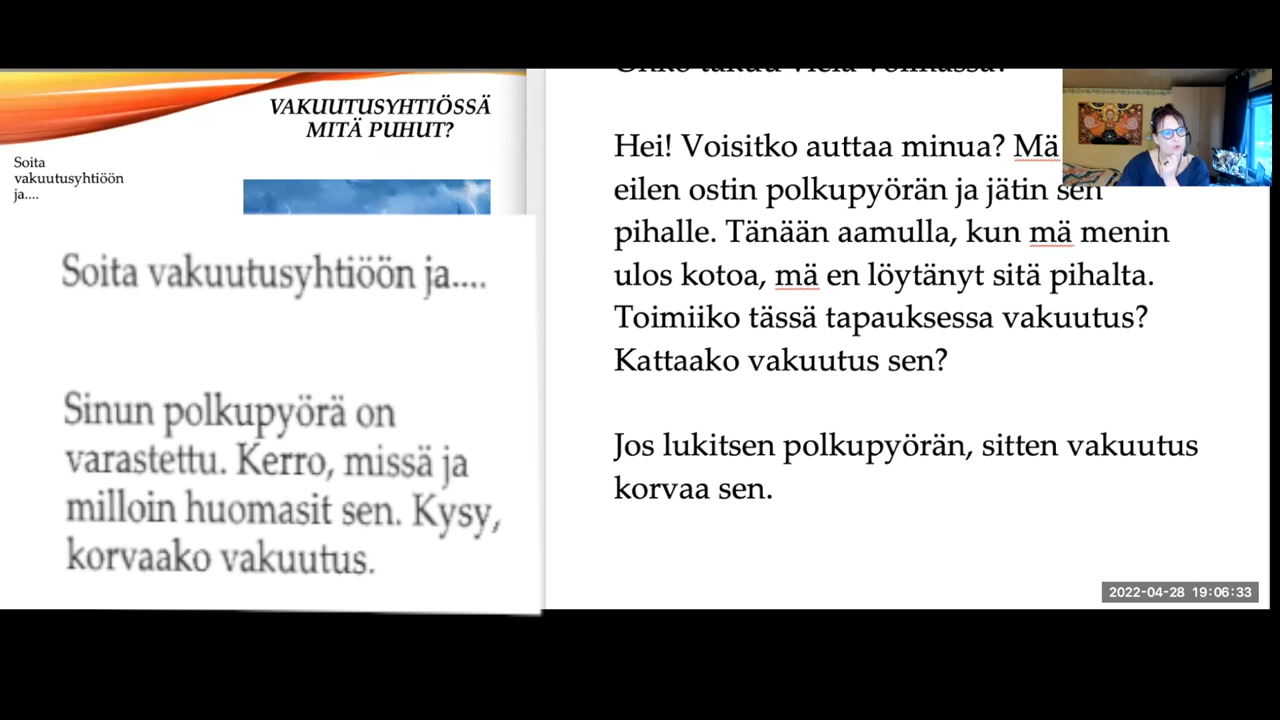 VAKUUTUSYHTIÖSSÄ
MITÄ PUHUT?
Soita
vakuutusyhtiöön
ja....
Soita vakuutusyhtiöön ja....
Sinun polkupyörä on
varastettu. Kerro, missä ja
milloin huomasit sen. Kysy,
korvaako vakuutus.
Hei! Voisitko auttaa minua? Mä
eilen ostin polkupyörän ja jätin sen
pihalle. Tänään aamulla, kun mä menin
ulos kotoa, mä en löytänyt sitä pihalta.
Toimiiko tässä tapauksessa vakuutus?
Kattaako vakuutus sen?
Jos lukitsen polkupyörän, sitten vakuutus
korvaa sen.
2022-04-28 19:06:33